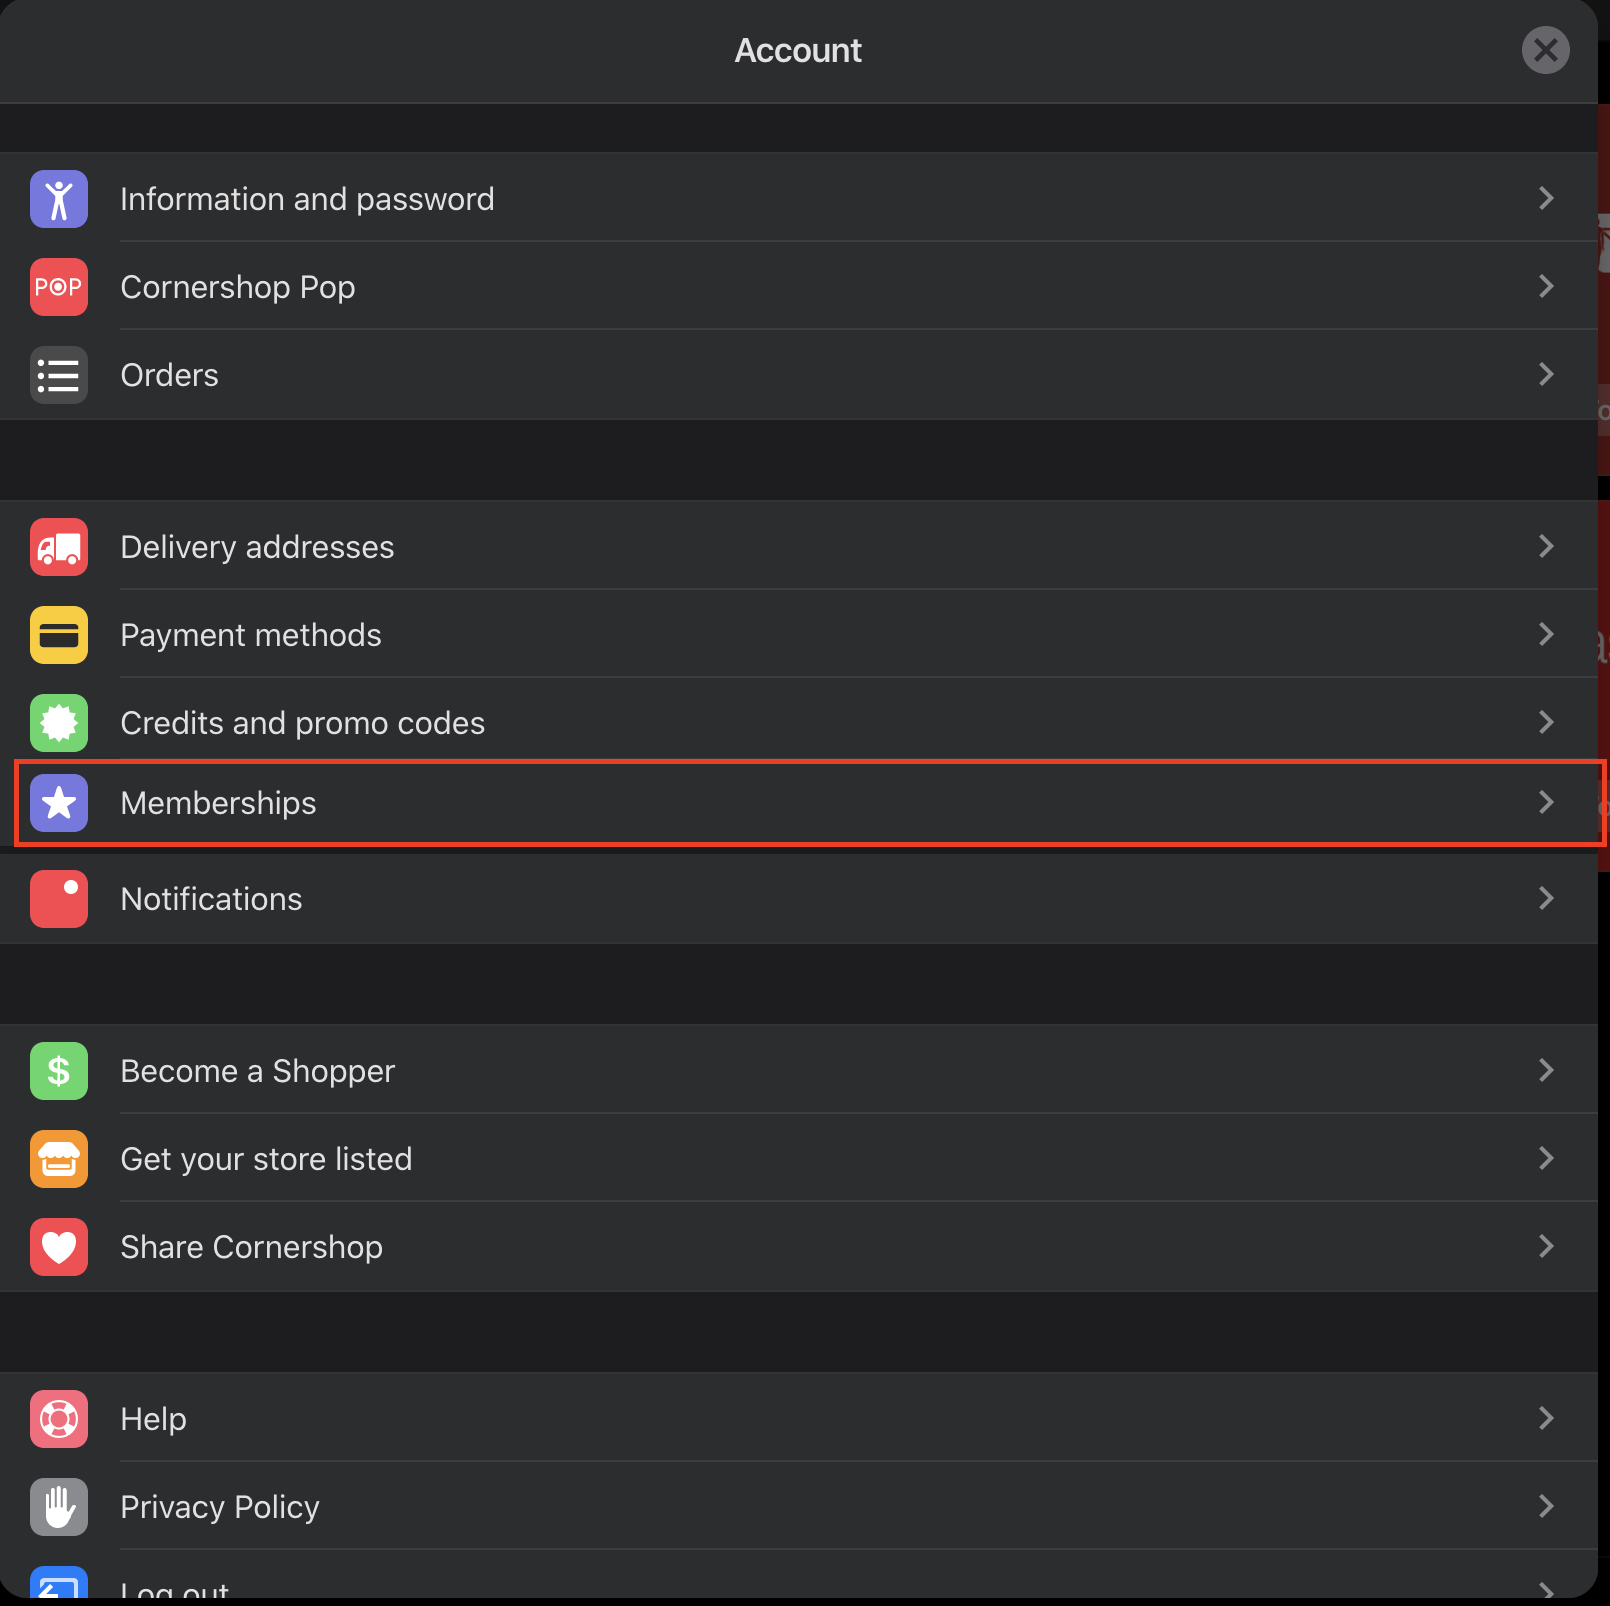 Account
Information and password
POP
Cornershop Pop
Orders
Delivery addresses
Payment methods
Credits and promo codes
Memberships
Notifications
$
Become a Shopper
Get your store listed
Share Cornershop
Help
Privacy Policy
Log out